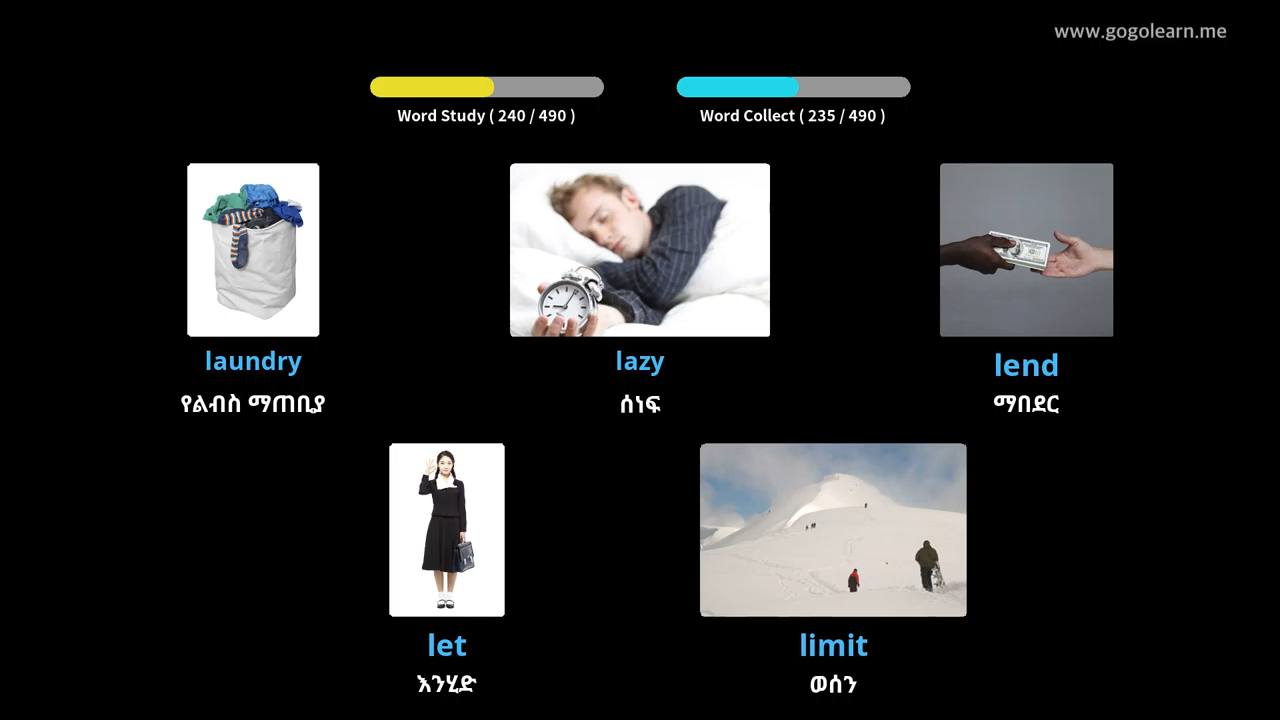 www.gogolearn.me
Word Study ( 240 / 490 )
Word Collect ( 235 / 490 )
laundry
የልብስ ማጠቢያ
lazy
ሰነፍ
lend
ማበደር
let
እንሂድ
limit
ወሰን